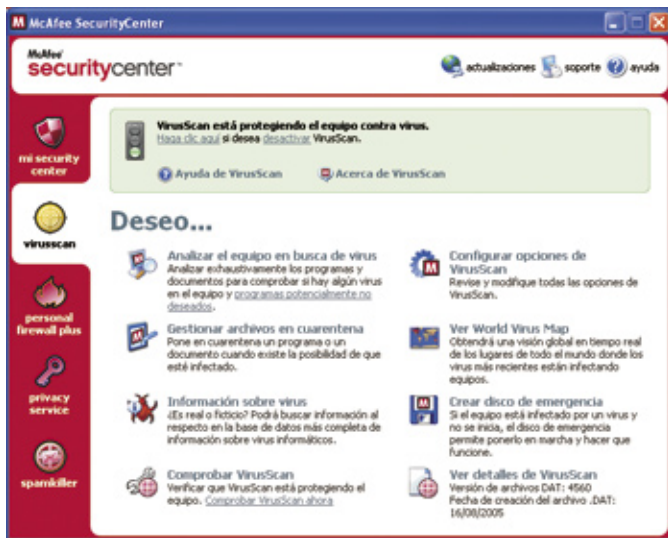 McAfee SecurityCenter
McAfee
securitycenter
actualizaciones
soporte
ayuda
mi security
center
virusscan
personal
firewall plus
privacy
service
spamkiller
VirusScan está protegiendo el equipo contra virus.
Haga clic aquí si desea desactivar VirusScan.
Ayuda de VirusScan
Acerca de VirusScan
Deseo...
Analizar el equipo en busca de virus
Analizar exhaustivamente los programas y
documentos para comprobar si hay algún virus
en el equipo y programas potencialmente no
deseados.
Gestionar archivos en cuarentena
Pone en cuarentena un programa o un
documento cuando existe la posibilidad de que
esté infectado.
Información sobre virus
¿Es real o ficticio? Podrá buscar información al
respecto en la base de datos más completa de
información sobre virus informáticos.
Comprobar VirusScan
Verificar que VirusScan está protegiendo el
equipo. Comprobar VirusScan ahora
Configurar opciones de
VirusScan
Revise y modifique todas las opciones de
VirusScan.
Ver World Virus Map
Obtendrá una visión global en tiempo real
de los lugares de todo el mundo donde los
virus más recientes están infectando
equipos.
Crear disco de emergencia
Si el equipo está infectado por un virus y
no se inicia, el disco de emergencia
permite ponerlo en marcha y hacer que
funcione.
Ver detalles de VirusScan
Versión de archivos DAT: 4560
Fecha de creación del archivo .DAT:
16/08/2005